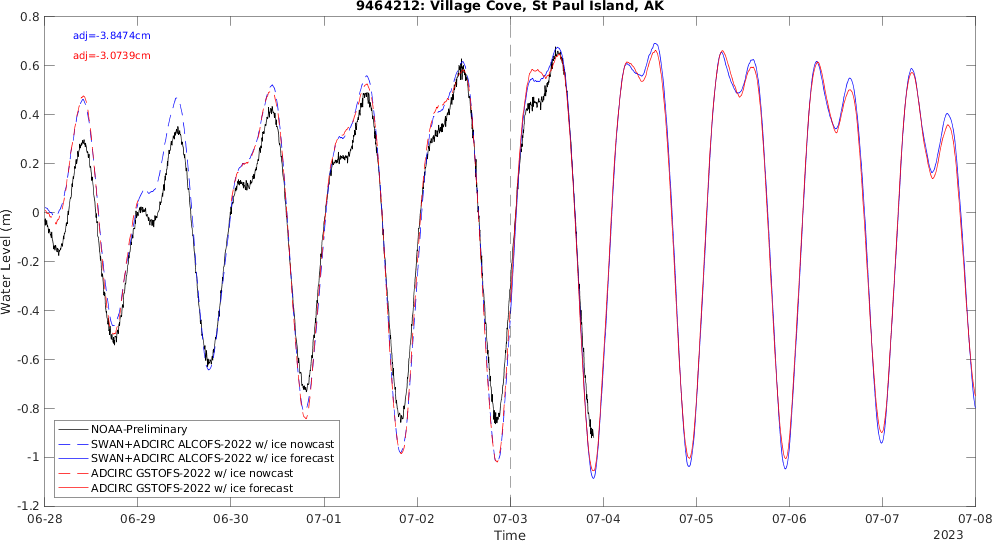 9464212: Village Cove, St Paul Island, AK
adj=-3.8474cm
adj=-3.0739cm
0.8
0.6
0.4
0.2
0
-0.2
-0.4
-0.6
-0.8
-1
-1.2
Water Level (m)
NOAA-Preliminary
SWAN+ADCIRC ALCOFS-2022 w/ ice nowcast
SWAN+ADCIRC ALCOFS-2022 w/ ice forecast
ADCIRC GSTOFS-2022 w/ ice nowcast
ADCIRC GSTOFS-2022 w/ ice forecast
06-28 06-29 06-30 07-01 07-02 07-03 07-04 07-05 07-06 07-07 07-08
Time
2023